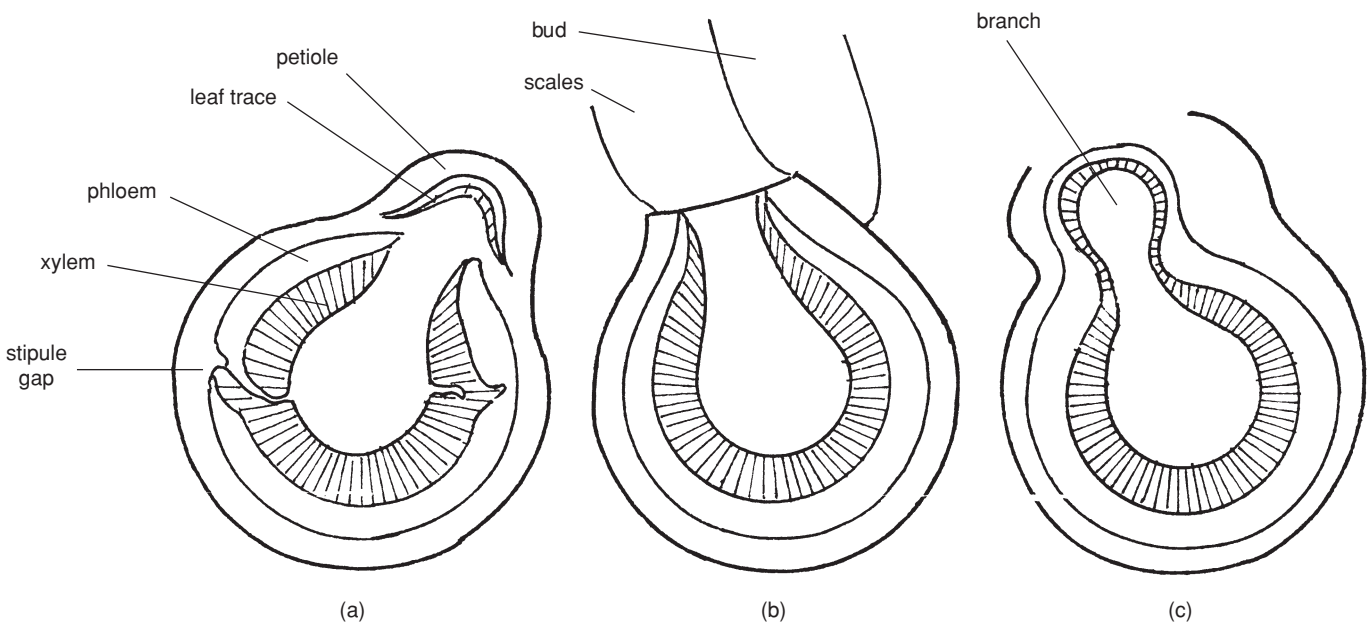 branch
bud
petiole
scales
leaf trace
phloem
xylem
stipule
gap
(a)
(b)
(c)